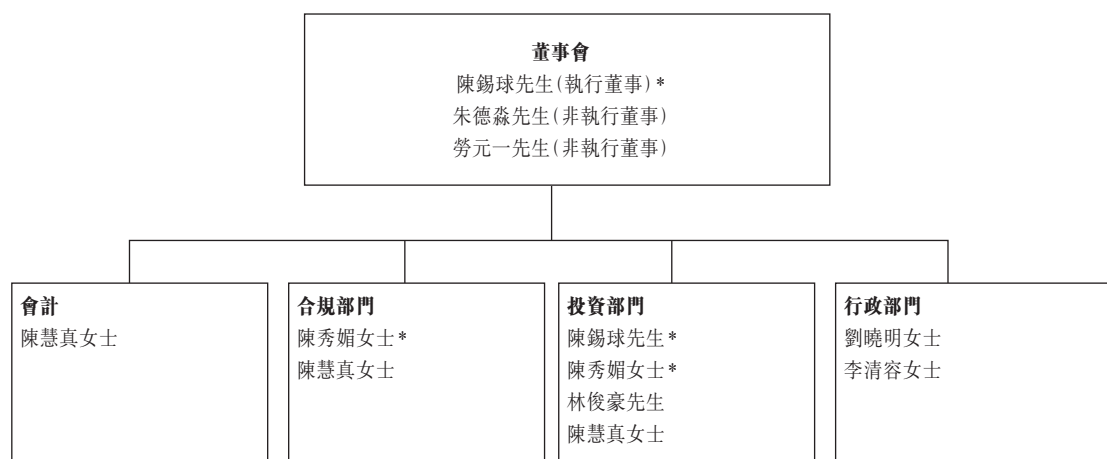 董事會
陳錫球先生(執行董事)*
朱德淼先生(非執行董事)
勞元一先生(非執行董事)
會計
陳慧真女士
合規部門
陳秀媚女士*
陳慧真女士
投資部門
陳錫球先生*
陳秀媚女士*
林俊豪先生
陳慧真女士
行政部門
劉曉明女士
李清容女士